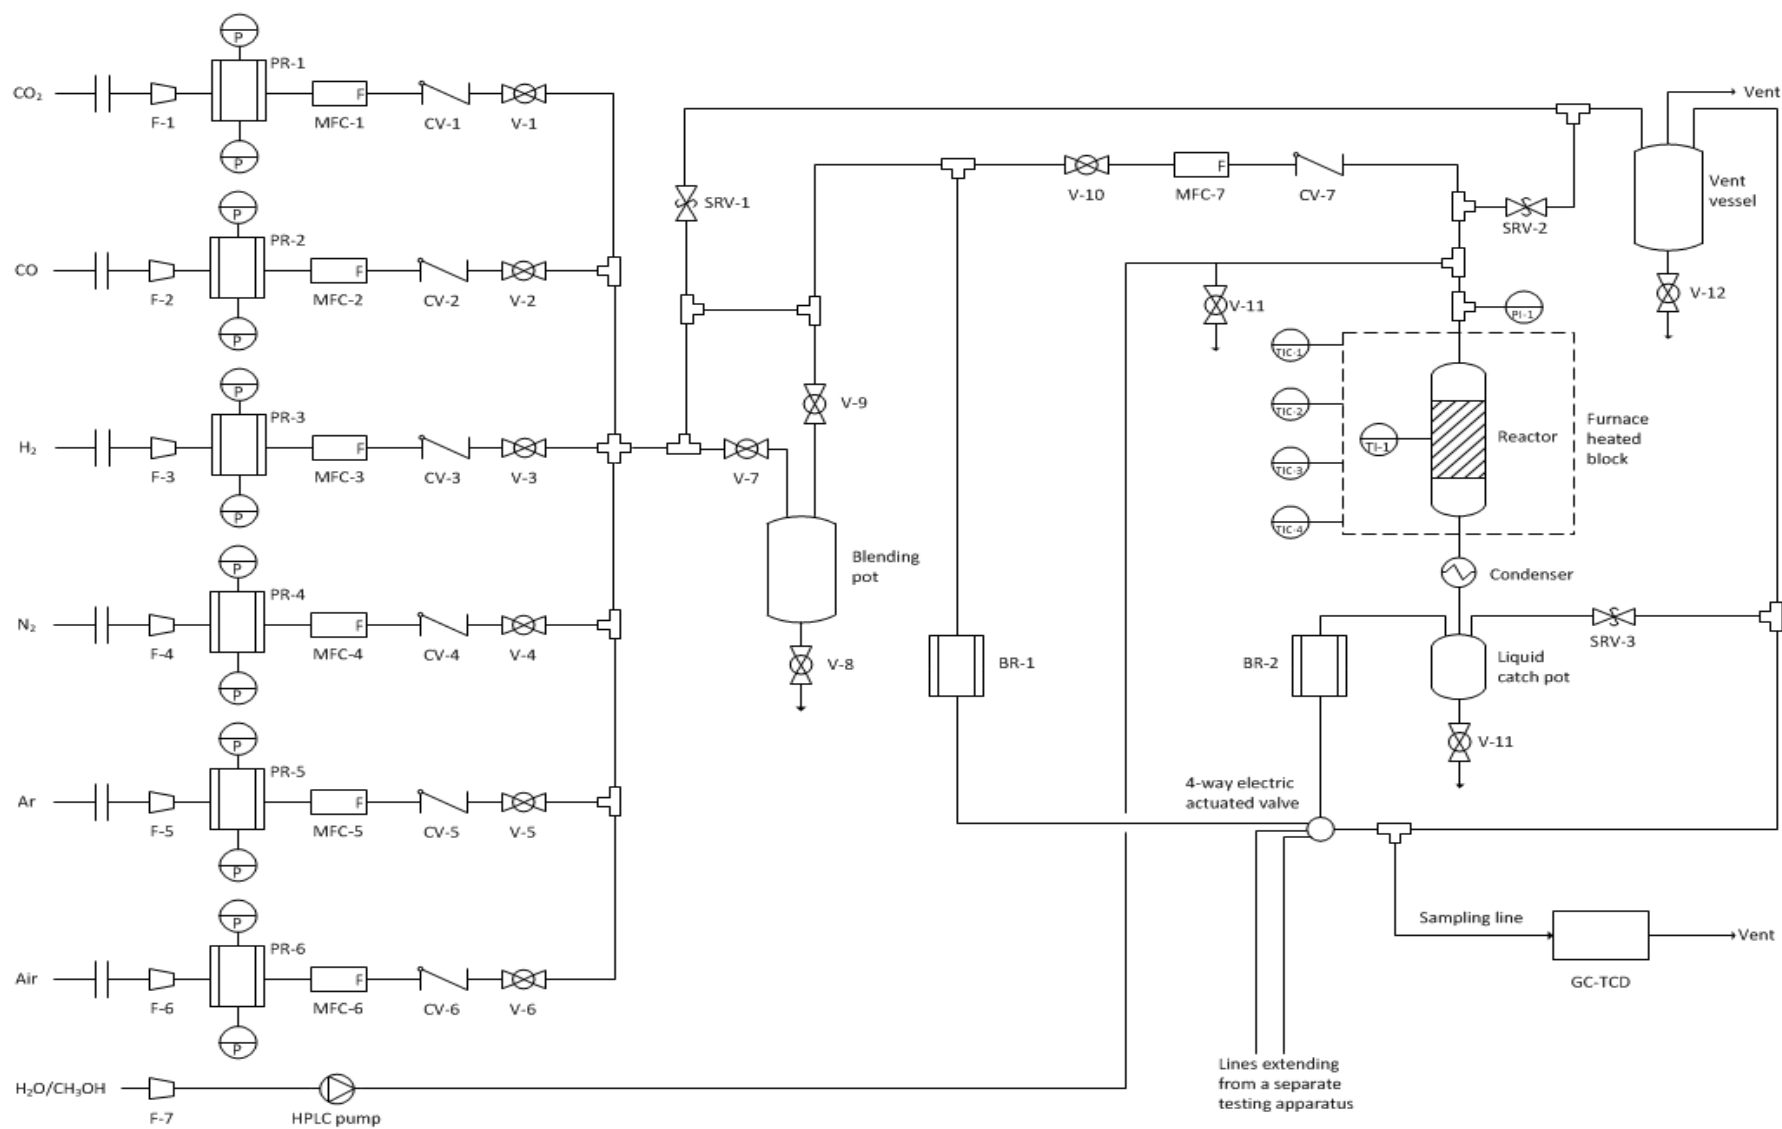 P
PR-1
CO₂
F
F-1
MFC-1
CV-1
V-1
P
P
PR-2
CO
F
F-2
MFC-2
CV-2
V-2
P
P
PR-3
H₂
F
F-3
MFC-3
CV-3
V-3
P
P
PR-4
N₂
F
F-4
MFC-4
CV-4
V-4
P
P
PR-5
Ar
F
F-5
MFC-5
CV-5
V-5
P
P
PR-6
Air
F
F-6
MFC-6
CV-6
V-6
P
H₂O/CH₃OH
F-7
HPLC pump
SRV-1
V-9
V-7
Blending
pot
V-8
BR-1
V-10
F
MFC-7
CV-7
SRV-2
Vent
Vent
vessel
V-12
V-11
PI-1
TIC-1
TIC-2
TIC-3
TIC-4
TI-1
Reactor
Furnace
heated
block
Condenser
SRV-3
BR-2
Liquid
catch pot
V-11
4-way electric
actuated valve
Sampling line
Vent
GC-TCD
Lines extending
from a separate
testing apparatus